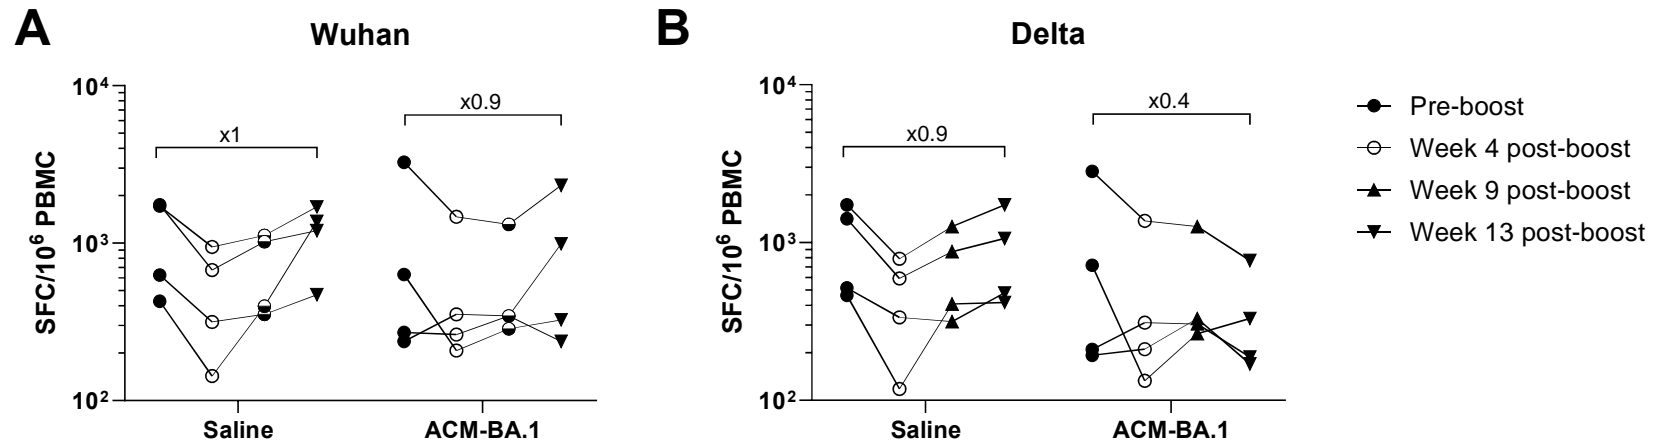 A
Wuhan
10⁴
10³
10²
SFC/10⁶ PBMC
x1
x0.9
Saline
ACM-BA.1
B
Delta
10⁴
10³
10²
SFC/10⁶ PBMC
x0.9
x0.4
Saline
ACM-BA.1
Pre-boost
Week 4 post-boost
Week 9 post-boost
Week 13 post-boost